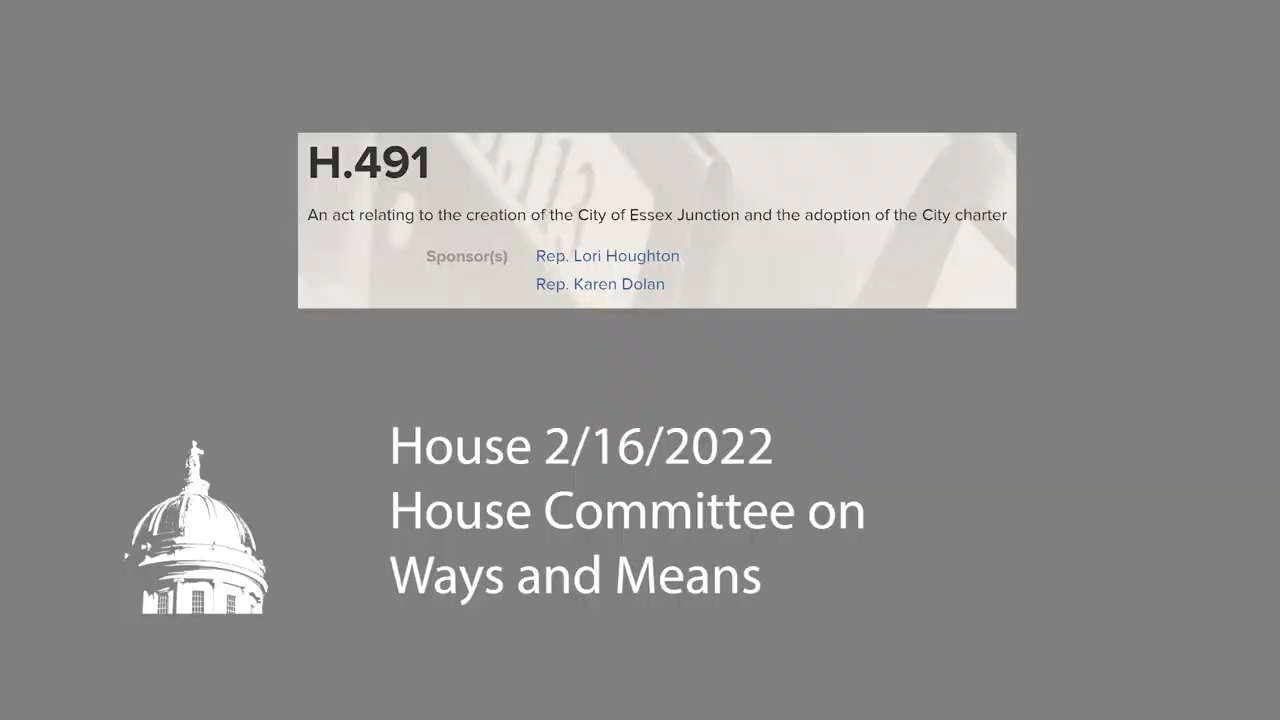 H.491
An act relating to the creation of the City of Essex Junction and the adoption of the City charter
Sponsor(s) Rep. Lori Houghton
Rep. Karen Dolan
House 2/16/2022
House Committee on
Ways and Means